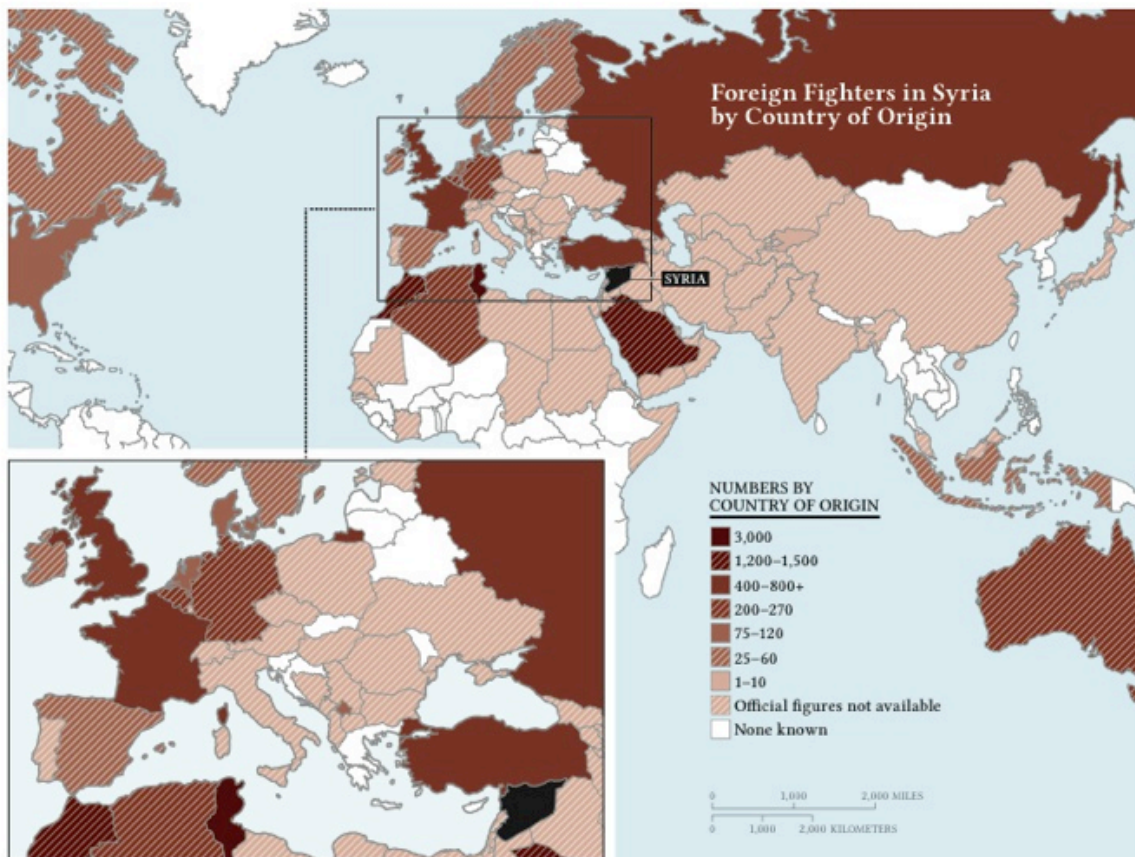 Foreign Fighters in Syria
by Country of Origin
SYRIA
NUMBERS BY
COUNTRY OF ORIGIN
3,000
1,200–1,500
400–800+
200–270
75–120
25–60
1–10
Official figures not available
None known
0 1,000 2,000 MILES
0 1,000 2,000 KILOMETERS